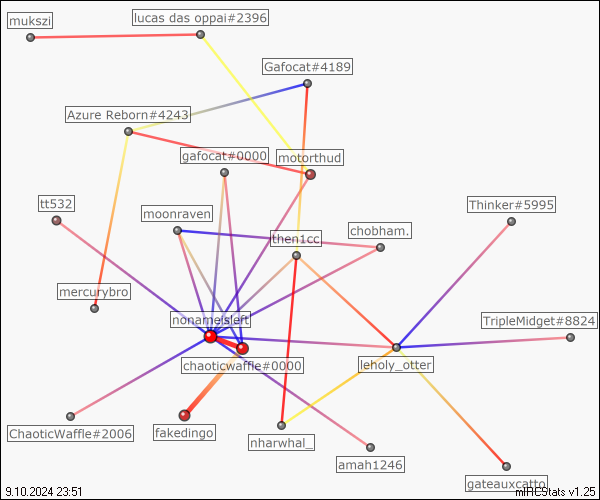 mukszi
lucas das oppai#2396
Gafocat#4189
Azure Reborn#4243
gafocat#0000
motorthud
tt532
moonraven
Thinker#5995
then1cc
chobham.
mercurybro
nonameisleft
TripleMidget#8824
chaoticwaffle#0000
leholy_otter
ChaoticWaffle#2006
fakedingo
nharwhal_
amah1246
gateauxcatto
9.10.2024 23:51
mIRCStats v1.25